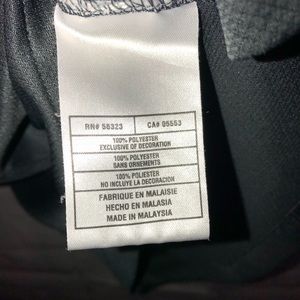 RN# 56323 CA# 05553
100% POLYESTER
EXCLUSIVE OF DECORATION
100% POLYESTER
SANS ORNEMENTS
100% POLIESTER
NO INCLUYE LA DECORACIÓN
FABRIQUE EN MALAISIE
HECHO EN MALASIA
MADE IN MALAYSIA